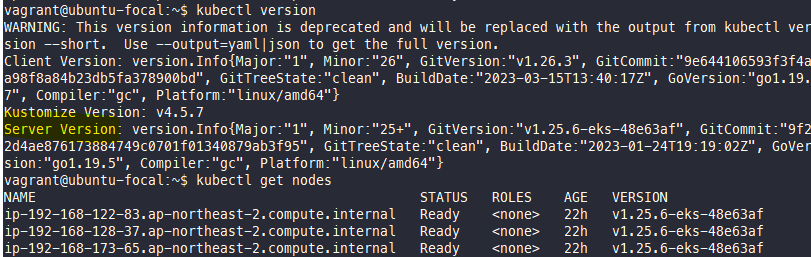 vagrant@ubuntu-focal:~$ kubectl version
WARNING: This version information is deprecated and will be replaced with the output from kubectl ver
sion --short.  Use --output=yaml|json to get the full version.
Client Version: version.Info{Major:"1", Minor:"26", GitVersion:"v1.26.3", GitCommit:"9e644106593f3f4a
a98f8a84b23db5fa378900bd", GitTreeState:"clean", BuildDate:"2023-03-15T13:40:17Z", GoVersion:"go1.19.
7", Compiler:"gc", Platform:"linux/amd64"}
Kustomize Version: v4.5.7
Server Version: version.Info{Major:"1", Minor:"25+", GitVersion:"v1.25.6-eks-48e63af", GitCommit:"9f2
2d4ae876173884749c0701f01340879ab3f95", GitTreeState:"clean", BuildDate:"2023-01-24T19:19:02Z", GoVer
sion:"go1.19.5", Compiler:"gc", Platform:"linux/amd64"}
vagrant@ubuntu-focal:~$ kubectl get nodes
NAME                                                STATUS   ROLES    AGE   VERSION
ip-192-168-122-83.ap-northeast-2.compute.internal   Ready    <none>   22h   v1.25.6-eks-48e63af
ip-192-168-128-37.ap-northeast-2.compute.internal   Ready    <none>   22h   v1.25.6-eks-48e63af
ip-192-168-173-65.ap-northeast-2.compute.internal   Ready    <none>   22h   v1.25.6-eks-48e63af